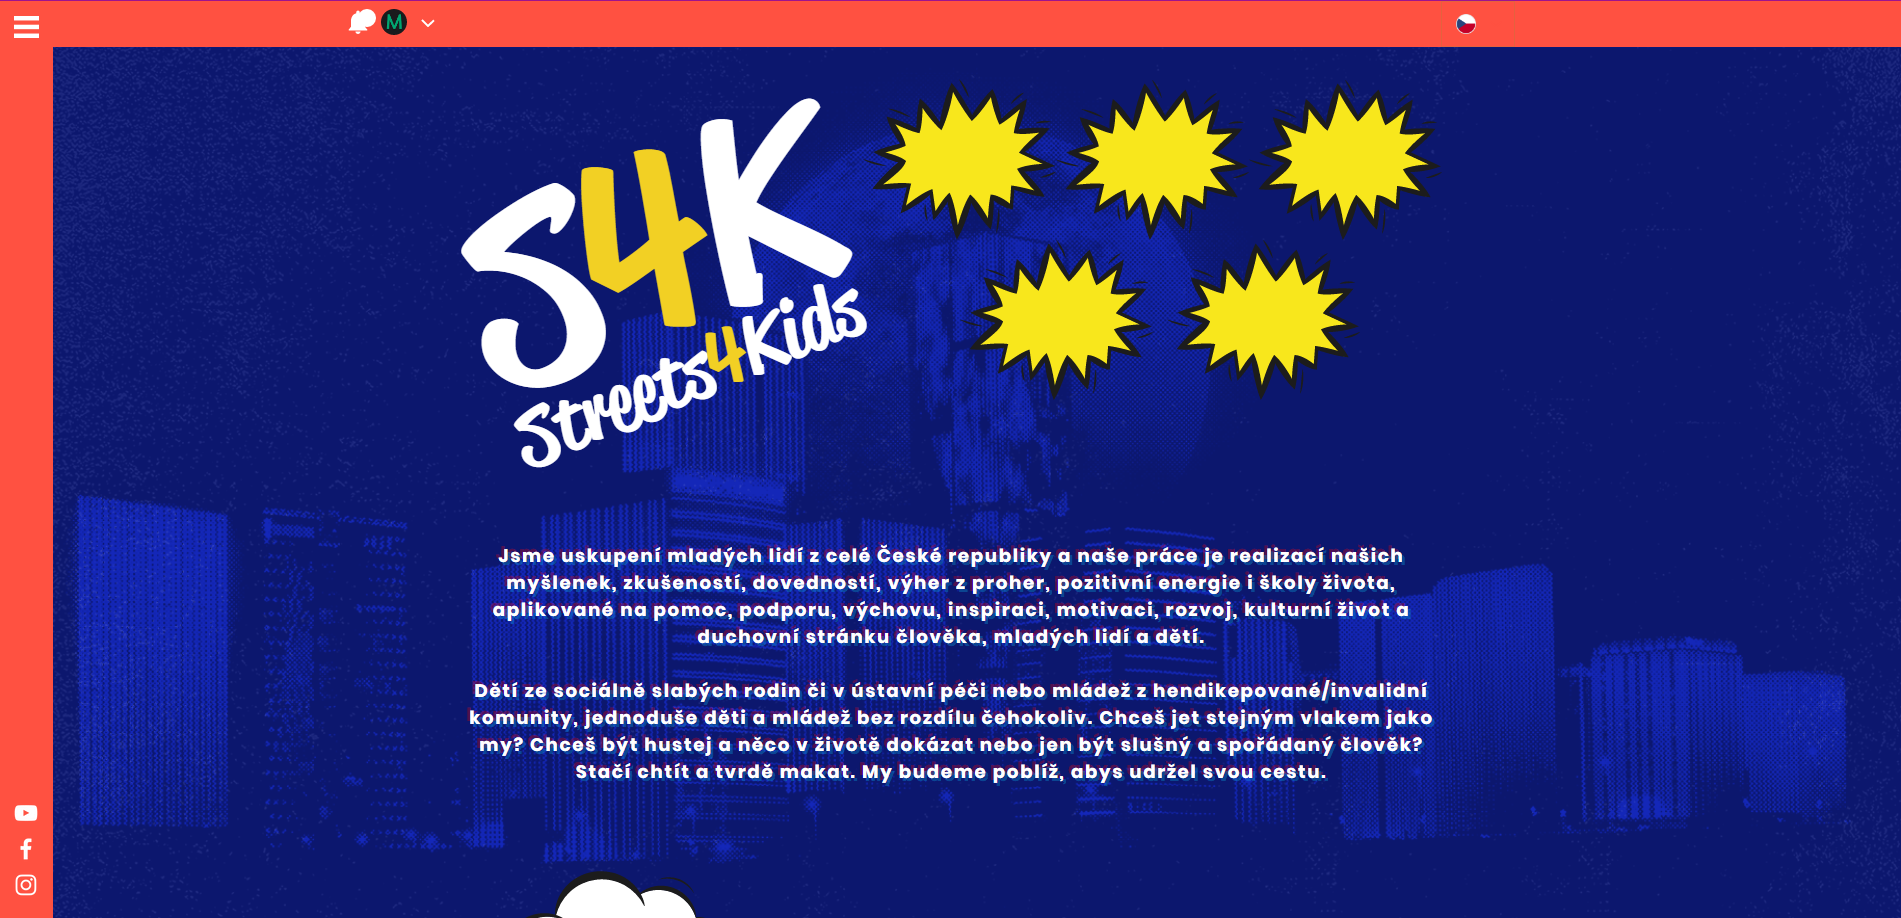 M
S4K
Streets4Kids
Jsme uskupení mladých lidí z celé České republiky a naše práce je realizací našich
myšlenek, zkušeností, dovedností, výher z proher, pozitivní energie i školy života,
aplikované na pomoc, podporu, výchovu, inspiraci, motivaci, rozvoj, kulturní život a
duchovní stránku člověka, mladých lidí a dětí.
Dětí ze sociálně slabých rodin či v ústavní péči nebo mládež z hendikepované/invalidní
komunity, jednoduše děti a mládež bez rozdílu čehokoliv. Chceš jet stejným vlakem jako
my? Chceš být hustej a něco v životě dokázat nebo jen být slušný a spořádaný člověk?
Stačí chtít a tvrdě makat. My budeme poblíž, abys udržel svou cestu.